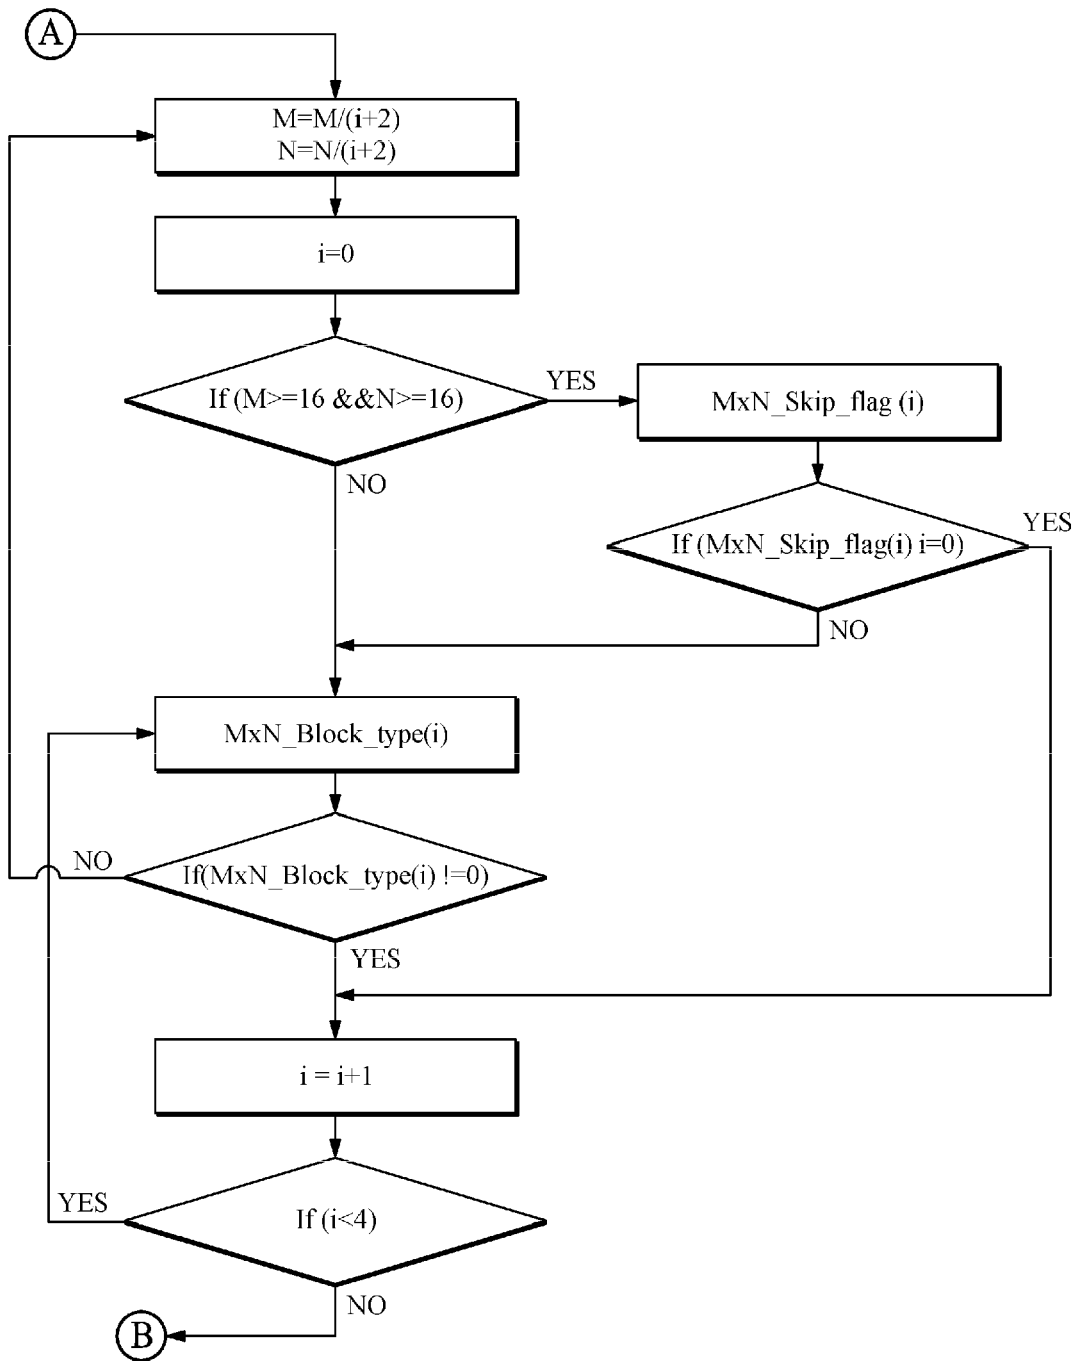 A
M=M/(i+2)
N=N/(i+2)
i=0
If (M>=16 &&N>=16)
YES
MxN_Skip_flag (i)
NO
If (MxN_Skip_flag(i) i=0)
YES
NO
MxN_Block_type(i)
If(MxN_Block_type(i) !=0)
NO
YES
i = i+1
If (i<4)
YES
NO
B